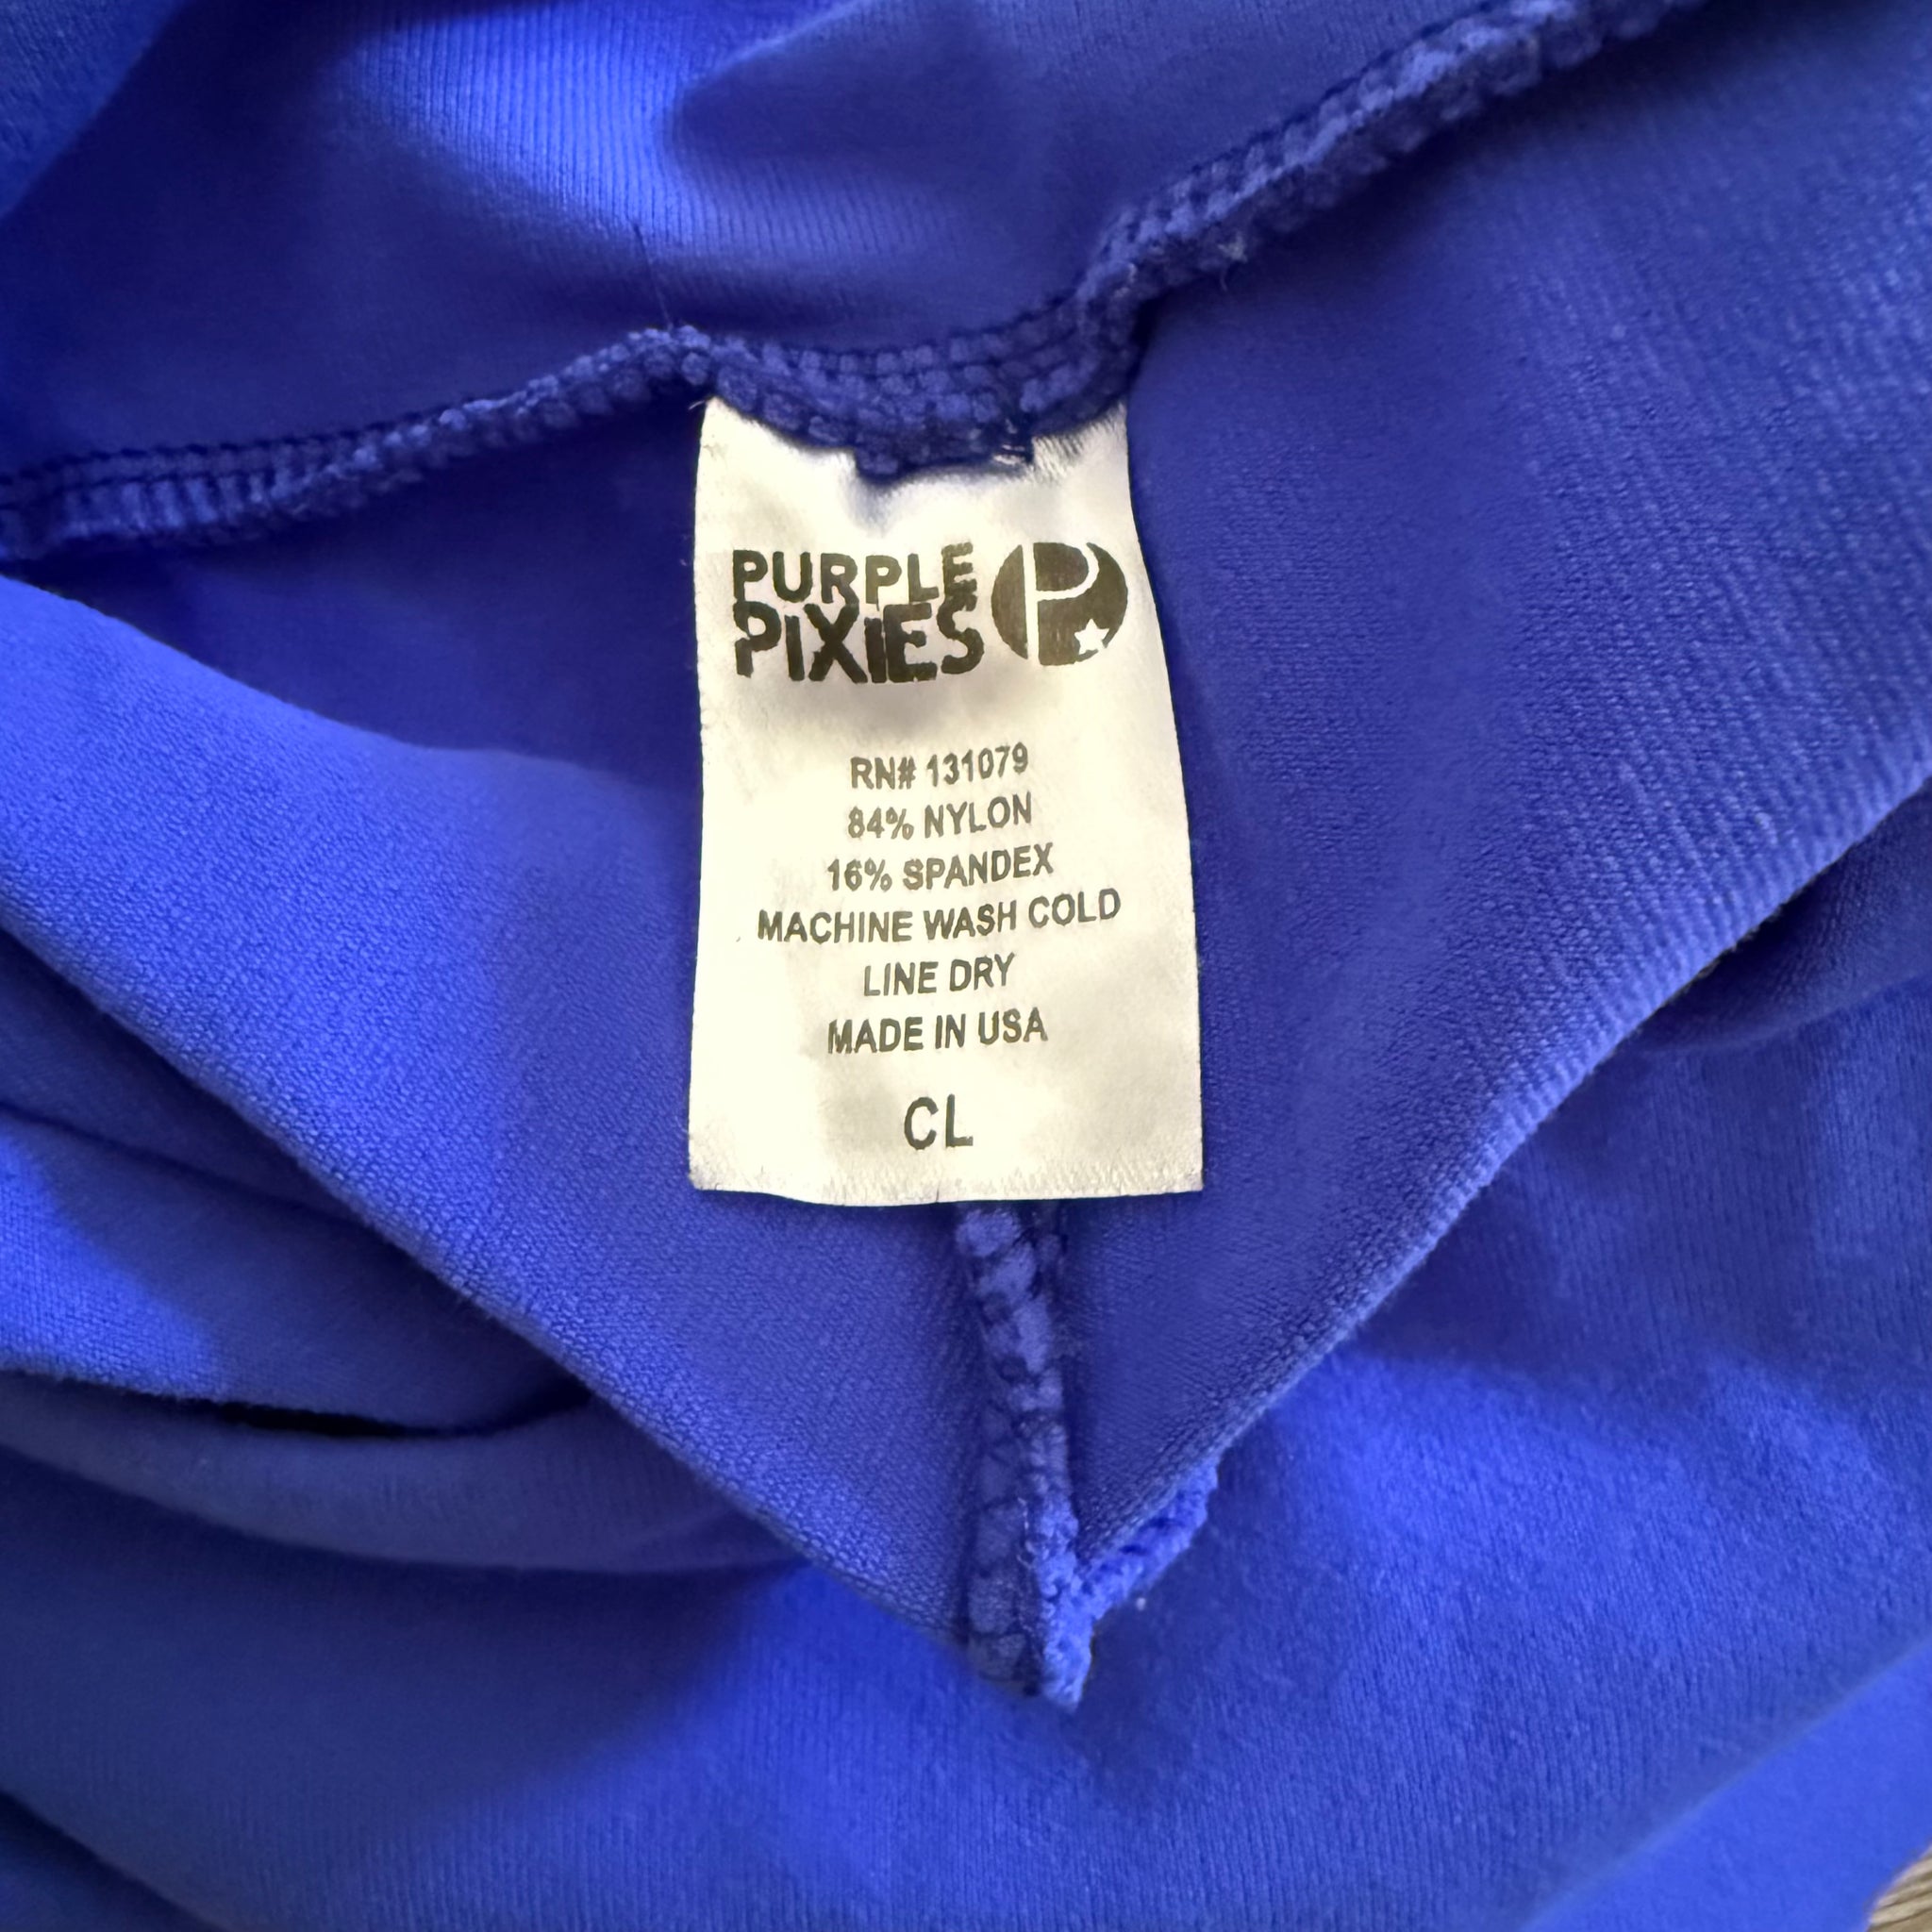 PURPLE
PiXiES P
RN# 131079
84% NYLON
16% SPANDEX
MACHINE WASH COLD
LINE DRY
MADE IN USA
CL